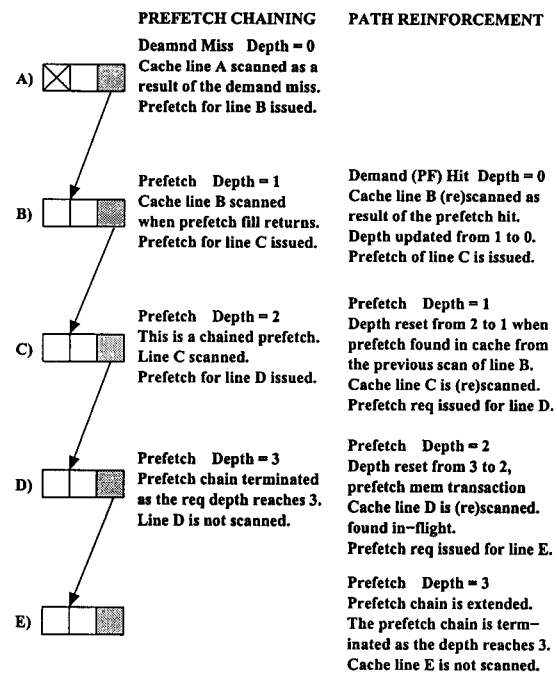 PREFETCH CHAINING
PATH REINFORCEMENT
A)
Deamnd Miss Depth = 0
Cache line A scanned as a
result of the demand miss.
Prefetch for line B issued.
B)
Prefetch Depth = 1
Cache line B scanned
when prefetch fill returns.
Prefetch for line C issued.
Demand (PF) Hit Depth = 0
Cache line B (re)scanned as
result of the prefetch hit.
Depth updated from 1 to 0.
Prefetch of line C is issued.
C)
Prefetch Depth = 2
This is a chained prefetch.
Line C scanned.
Prefetch for line D issued.
Prefetch Depth = 1
Depth reset from 2 to 1 when
prefetch found in cache from
the previous scan of line B.
Cache line C is (re)scanned.
Prefetch req issued for line D.
D)
Prefetch Depth = 3
Prefetch chain terminated
as the req depth reaches 3.
Line D is not scanned.
Prefetch Depth = 2
Depth reset from 3 to 2,
prefetch mem transaction
Cache line D is (re)scanned.
found in-flight.
Prefetch req issued for line E.
E)
Prefetch Depth = 3
Prefetch chain is extended.
The prefetch chain is term-
inated as the depth reaches 3.
Cache line E is not scanned.